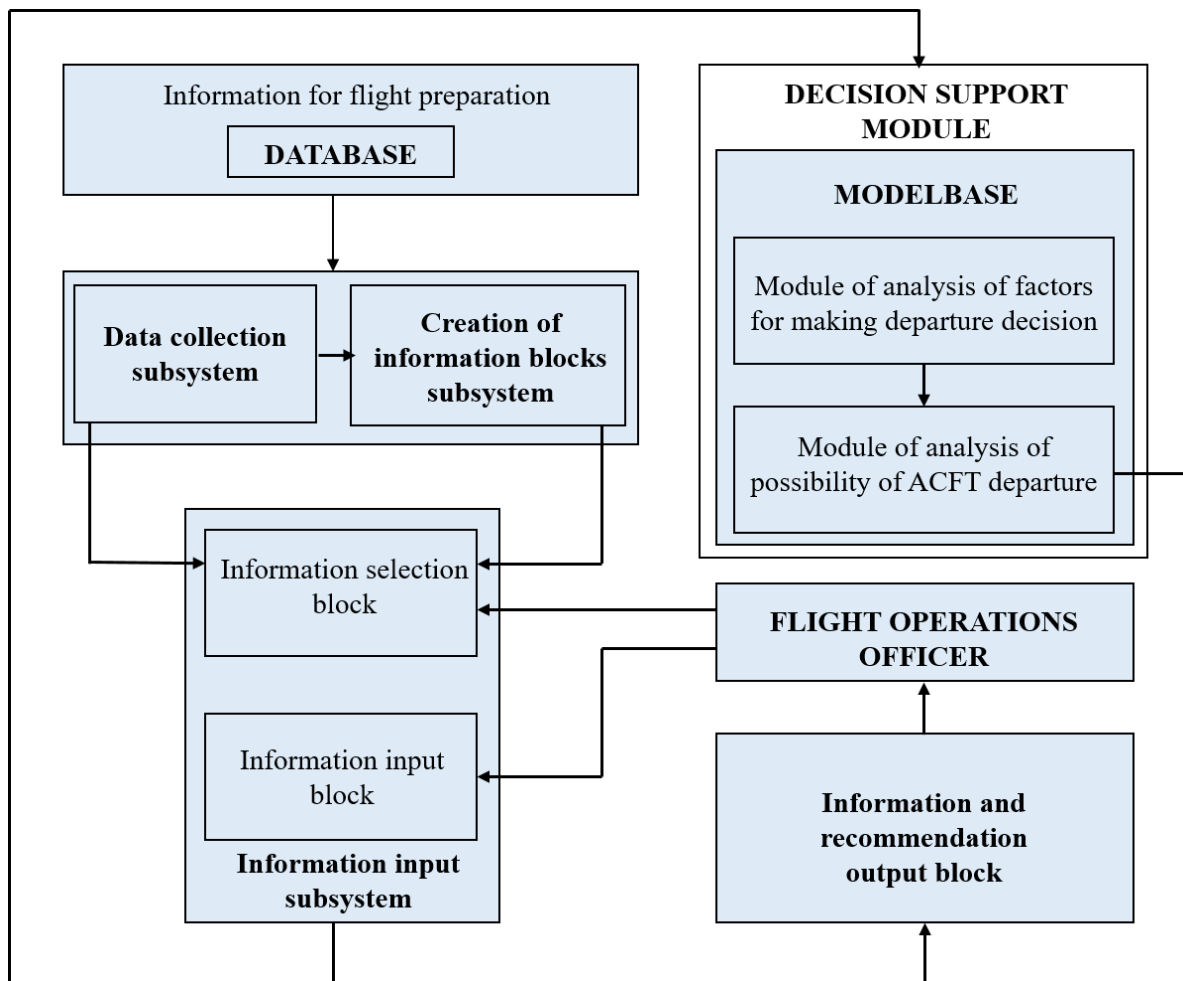 Information for flight preparation
DATABASE
Data collection
subsystem
Creation of
information blocks
subsystem
Information selection
block
Information input
block
Information input
subsystem
DECISION SUPPORT
MODULE
MODELBASE
Module of analysis of factors
for making departure decision
Module of analysis of
possibility of ACFT departure
FLIGHT OPERATIONS
OFFICER
Information and
recommendation
output block